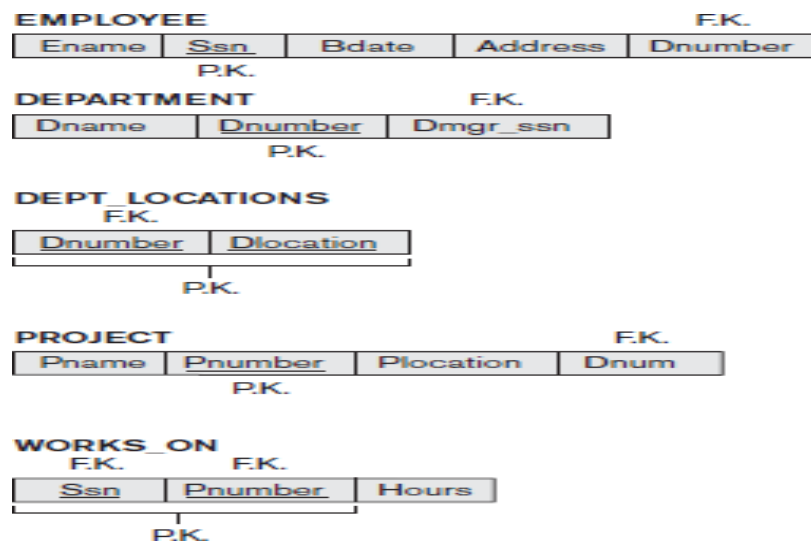 EMPLOYEE F.K.
Ename Ssn Bdate Address Dnumber
P.K.
DEPARTMENT F.K.
Dname Dnumber Dmgr_ssn
P.K.
DEPT_LOCATIONS
F.K.
Dnumber Dlocation
P.K.
PROJECT F.K.
Pname Pnumber Plocation Dnum
P.K.
WORKS_ON
F.K. F.K.
Ssn Pnumber Hours
P.K.